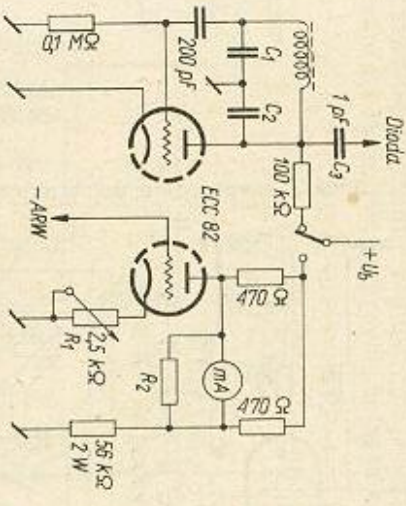 0,1 MΩ
200 pF
C1
C2
1 pF
C3
Dioda
100 kΩ
+Ub
ECC 82
-ARW
470 Ω
470 Ω
mA
R2
2,5 kΩ
R1
56 kΩ
2 W